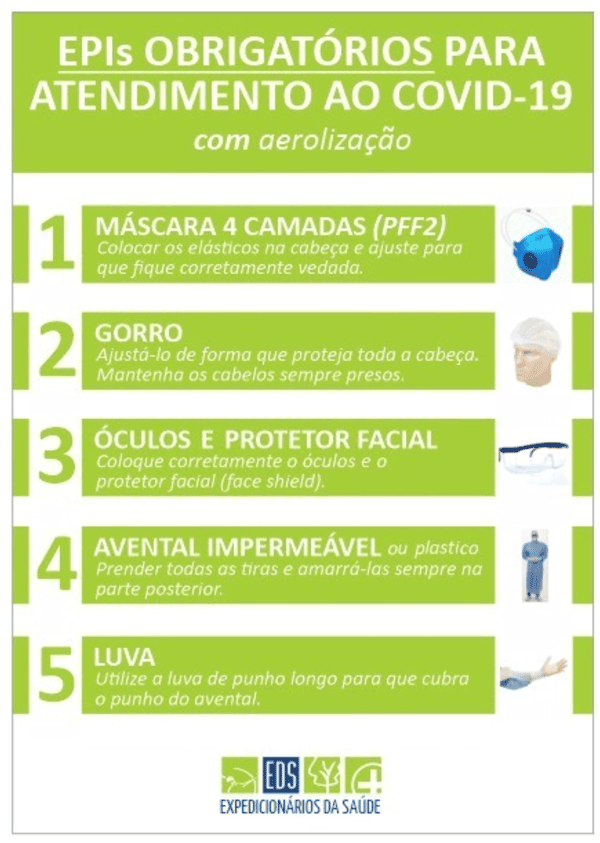 EPIs OBRIGATÓRIOS PARA
ATENDIMENTO AO COVID-19
com aerolização
1
MÁSCARA 4 CAMADAS (PFF2)
Colocar os elásticos na cabeça e ajuste para
que fique corretamente vedada.
2
GORRO
Ajustá-lo de forma que proteja toda a cabeça.
Mantenha os cabelos sempre presos.
3
ÓCULOS E PROTETOR FACIAL
Coloque corretamente o óculos e o
protetor facial (face shield).
4
AVENTAL IMPERMEÁVEL ou plastico
Prender todas as tiras e amarrá-las sempre na
parte posterior.
5
LUVA
Utilize a luva de punho longo para que cubra
o punho do avental.
EDS
EXPEDICIONÁRIOS DA SAÚDE